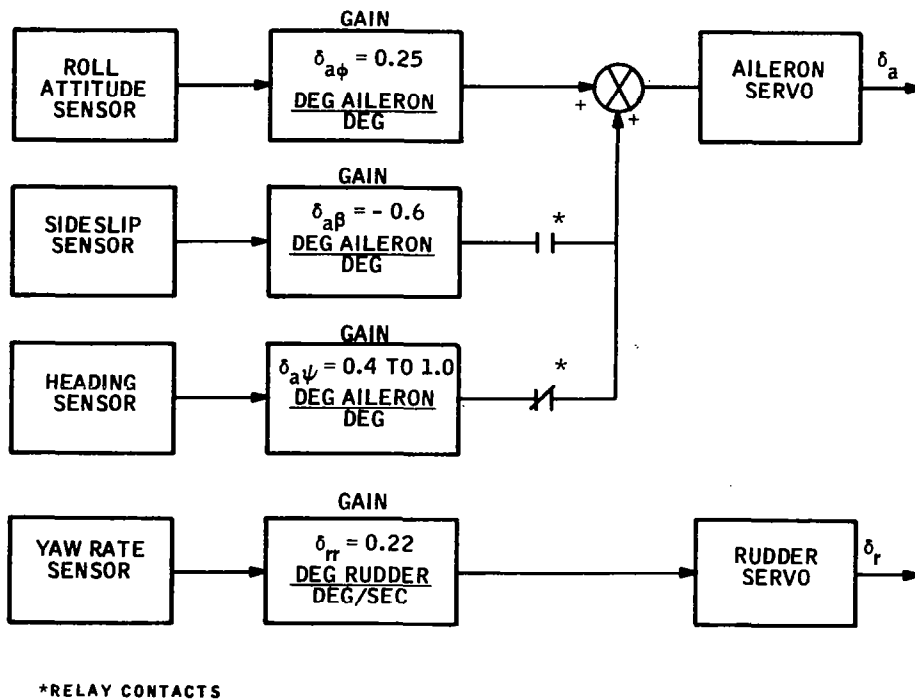 GAIN
ROLL
ATTITUDE
SENSOR
δaϕ = 0.25
DEG AILERON
DEG
+
+
AILERON
SERVO
δa
GAIN
SIDESLIP
SENSOR
δaβ = - 0.6
DEG AILERON
DEG
*
GAIN
HEADING
SENSOR
δaψ = 0.4 TO 1.0
DEG AILERON
DEG
*
GAIN
YAW RATE
SENSOR
δrr = 0.22
DEG RUDDER
DEG/SEC
RUDDER
SERVO
δr
*RELAY CONTACTS